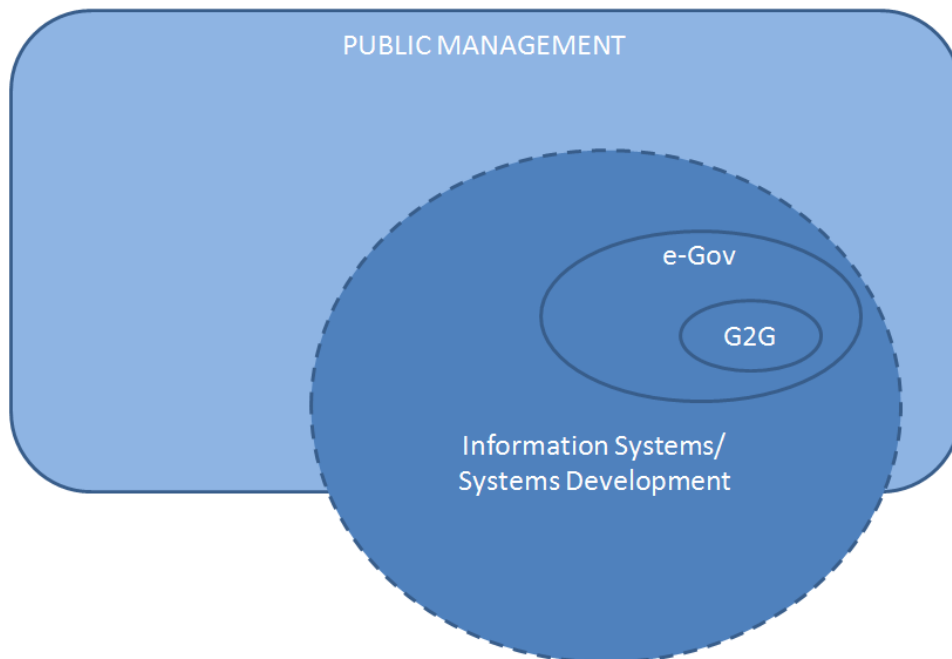 PUBLIC MANAGEMENT
e-Gov
G2G
Information Systems/
Systems Development